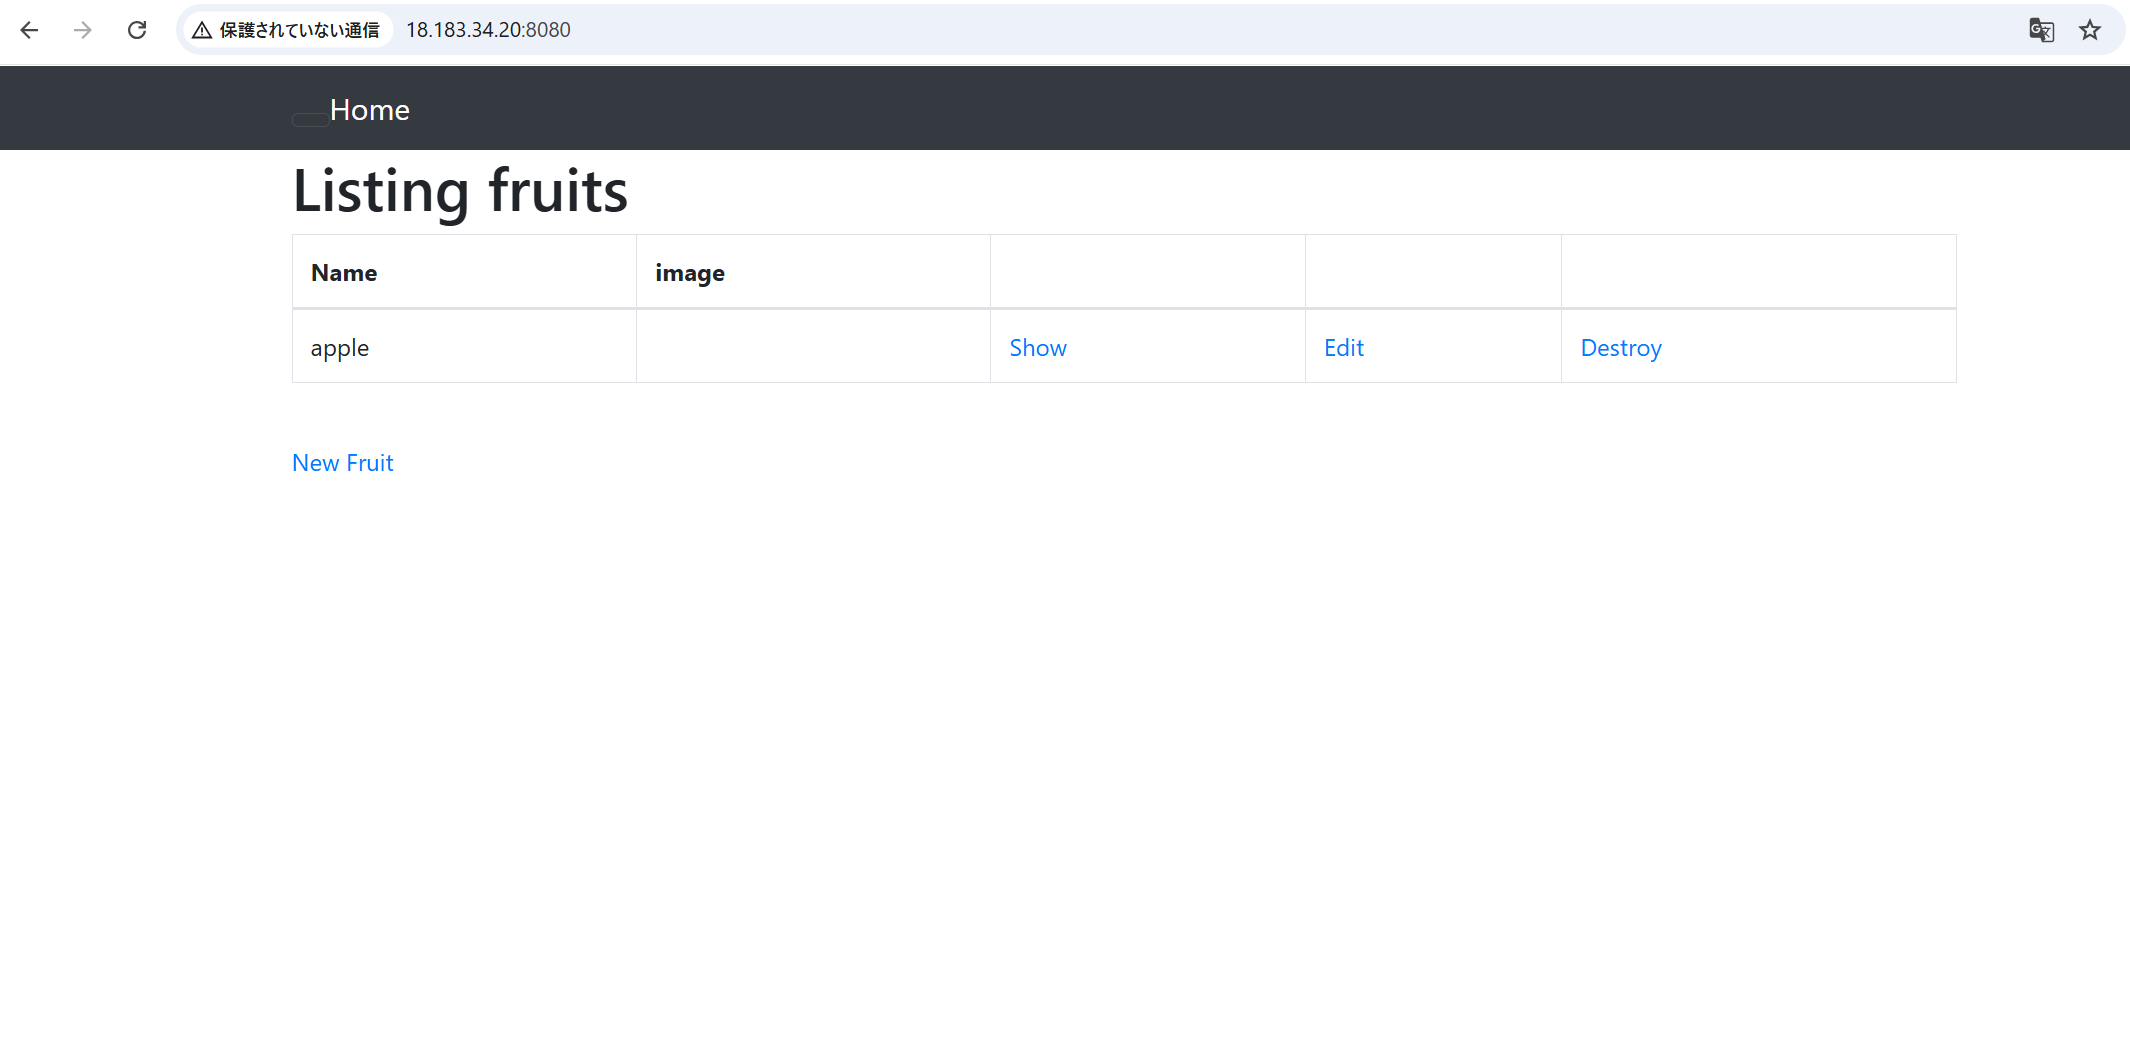 保護されていない通信 18.183.34.20:8080
Home
Listing fruits
Name image
apple Show Edit Destroy
New Fruit